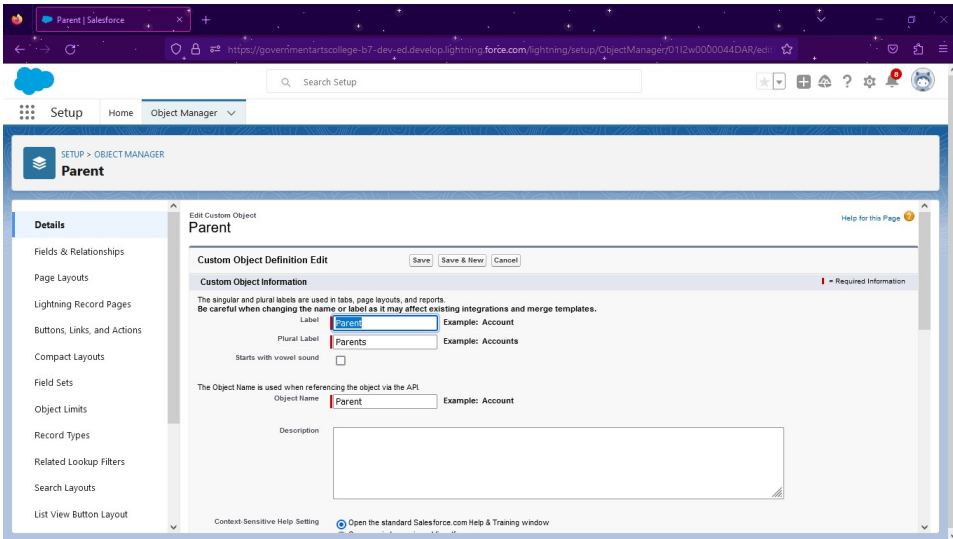 Parent | Salesforce
https://governmentartscollege-b7-dev-ed.develop.lightning.force.com/lightning/setup/ObjectManager/01I2w0000044DAR/edit
Search Setup
8
Setup
Home
Object Manager
SETUP > OBJECT MANAGER
Parent
Details
Fields & Relationships
Page Layouts
Lightning Record Pages
Buttons, Links, and Actions
Compact Layouts
Field Sets
Object Limits
Record Types
Related Lookup Filters
Search Layouts
List View Button Layout
Edit Custom Object
Parent
Help for this Page
Custom Object Definition Edit
Save
Save & New
Cancel
Custom Object Information
= Required Information
The singular and plural labels are used in tabs, page layouts, and reports.
Be careful when changing the name or label as it may affect existing integrations and merge templates.
Label
Parent
Example: Account
Plural Label
Parents
Example: Accounts
Starts with vowel sound
The Object Name is used when referencing the object via the API.
Object Name
Parent
Example: Account
Description
Context-Sensitive Help Setting
Open the standard Salesforce.com Help & Training window